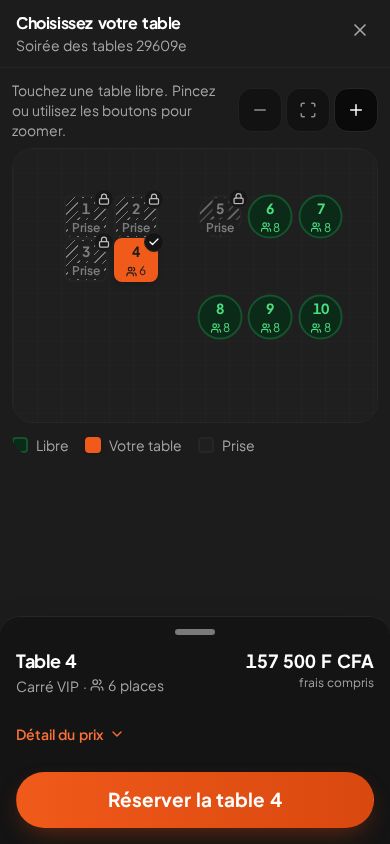 Choisissez votre table
Soirée des tables 29609e
Touchez une table libre. Pincez
ou utilisez les boutons pour
zoomer.
1 2 5 6 7
Prise Prise Prise 8 8
3 4
Prise 6
8 9 10
8 8 8
Libre Votre table Prise
Table 4 157 500 F CFA
Carré VIP · 6 places frais compris
Détail du prix
Réserver la table 4